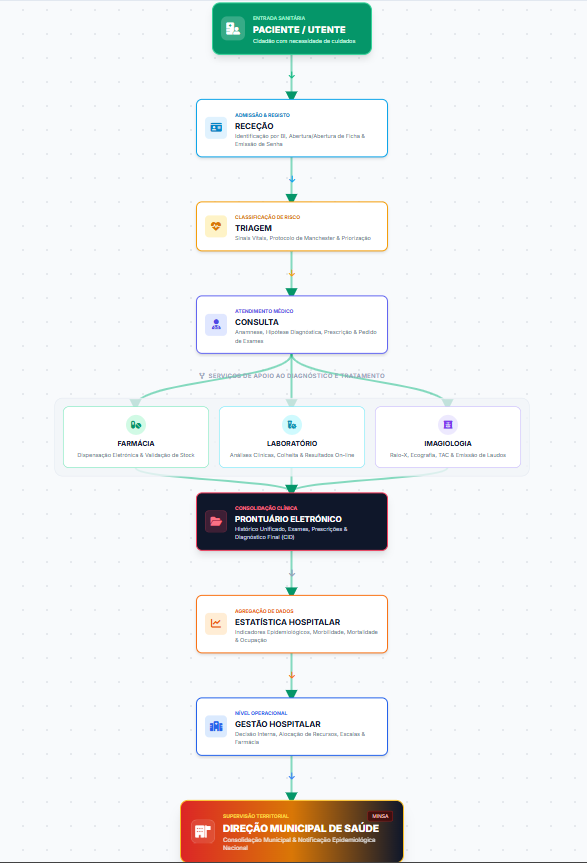 ENTRADA SANITÁRIA
PACIENTE / UTENTE
Cidadão com necessidade de cuidados
ADMISSÃO & REGISTO
RECEÇÃO
Identificação por BI, Abertura/Abertura de Ficha &
Emissão de Senha
CLASSIFICAÇÃO DE RISCO
TRIAGEM
Sinais Vitais, Protocolo de Manchester & Priorização
ATENDIMENTO MÉDICO
CONSULTA
Anamnese, Hipótese Diagnóstica, Prescrição & Pedido
de Exames
SERVIÇOS DE APOIO AO DIAGNÓSTICO E TRATAMENTO
FARMÁCIA
Dispensação Eletrónica & Validação de Stock
LABORATÓRIO
Análises Clínicas, Colheita & Resultados On-line
IMAGIOLOGIA
Raio-X, Ecografia, TAC & Emissão de Laudos
CONSOLIDAÇÃO CLÍNICA
PRONTUÁRIO ELETRÓNICO
Histórico Unificado, Exames, Prescrições &
Diagnóstico Final (CID)
AGREGAÇÃO DE DADOS
ESTATÍSTICA HOSPITALAR
Indicadores Epidemiológicos, Morbilidade, Mortalidade
& Ocupação
NÍVEL OPERACIONAL
GESTÃO HOSPITALAR
Decisão Interna, Alocação de Recursos, Escalas &
Farmácia
SUPERVISÃO TERRITORIAL
MINSA
DIREÇÃO MUNICIPAL DE SAÚDE
Consolidação Municipal & Notificação Epidemiológica
Nacional